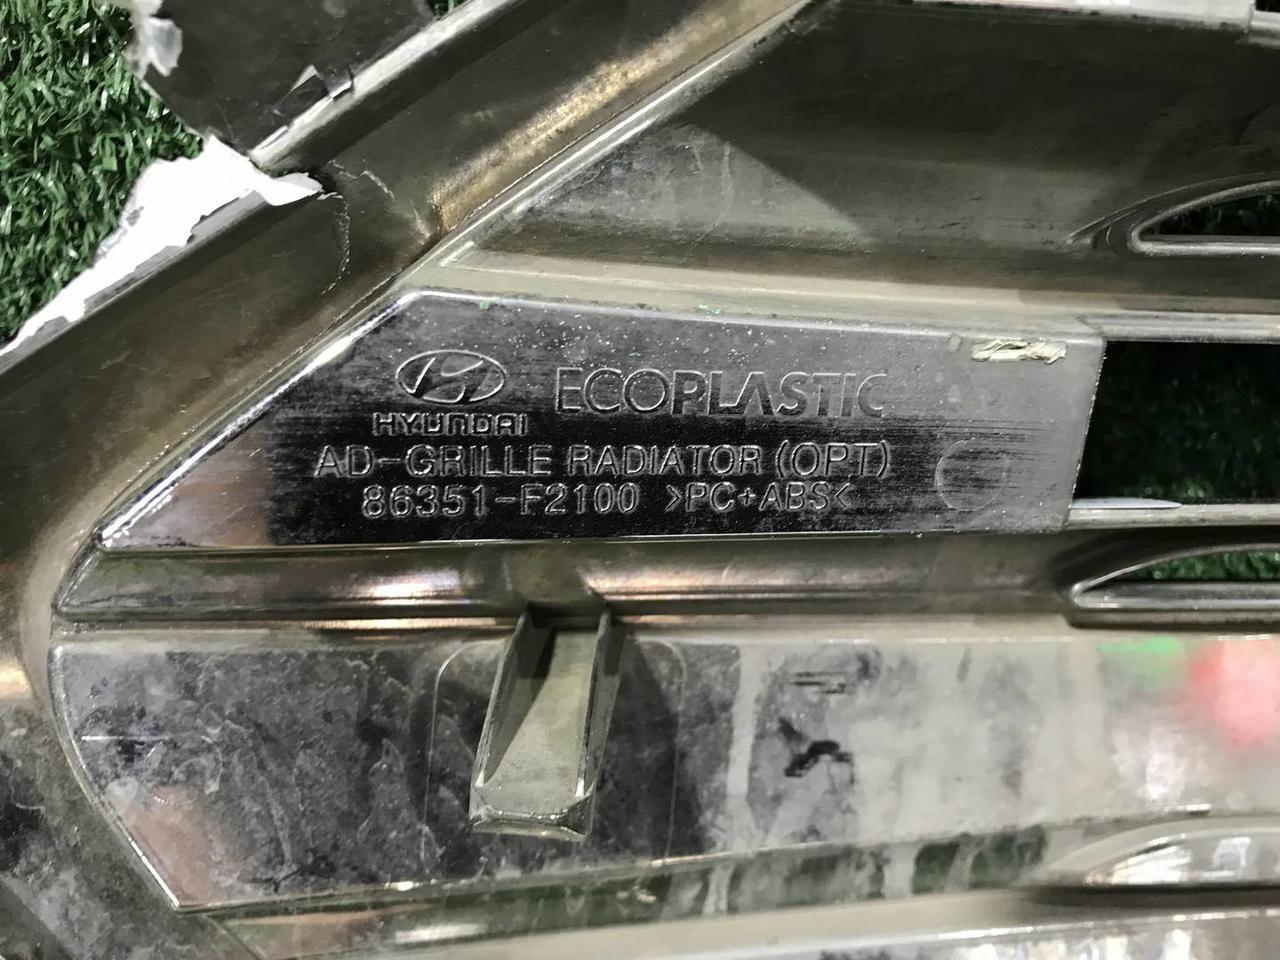 HYUNDAI ECOPLASTIC
AD-GRILLE RADIATOR (OPT)
86351-F2100 >PC+ABS<